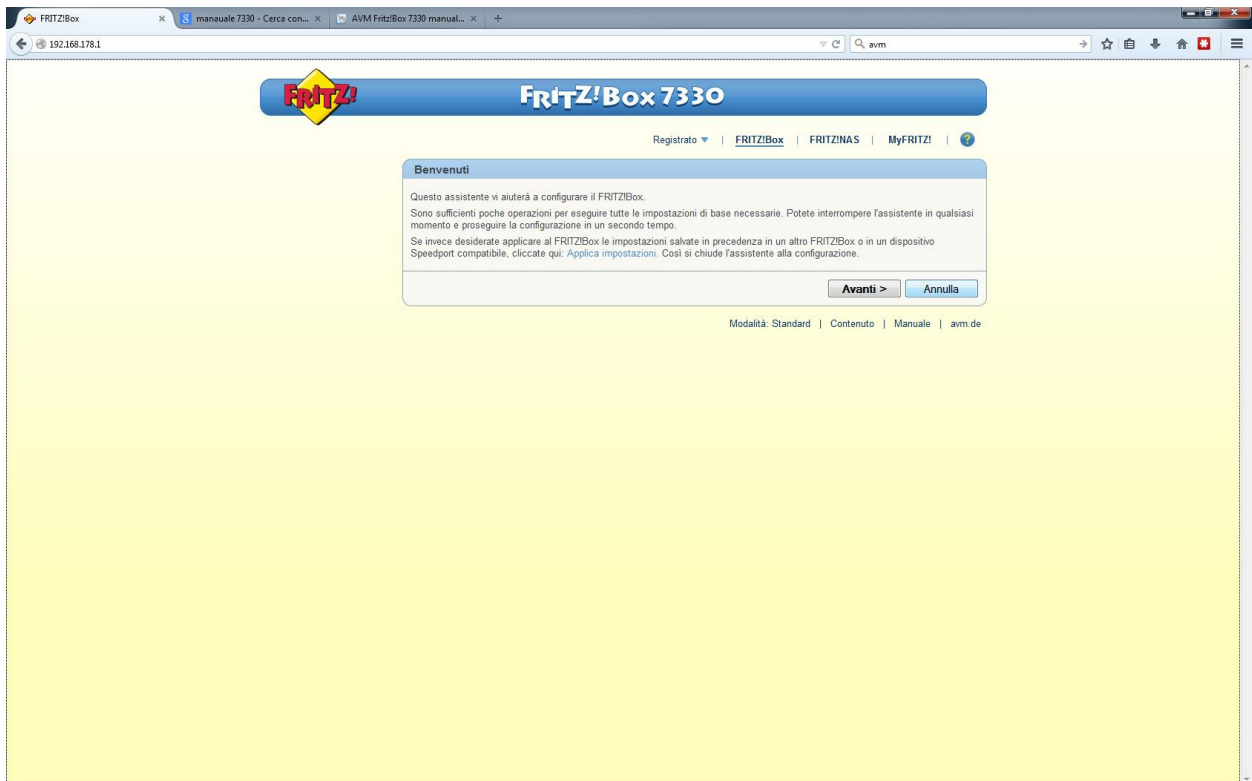 FRITZ!Box
manauale 7330 - Cerca con...
AVM Fritz!Box 7330 manual...
192.168.178.1
avm
FRITZ!
FRITZ!Box 7330
Registrato | FRITZ!Box | FRITZ!NAS | MyFRITZ! | ?
Benvenuti
Questo assistente vi aiuterà a configurare il FRITZ!Box.
Sono sufficienti poche operazioni per eseguire tutte le impostazioni di base necessarie. Potete interrompere l'assistente in qualsiasi
momento e proseguire la configurazione in un secondo tempo.
Se invece desiderate applicare al FRITZ!Box le impostazioni salvate in precedenza in un altro FRITZ!Box o in un dispositivo
Speedport compatibile, cliccate qui: Applica impostazioni. Così si chiude l'assistente alla configurazione.
Avanti > Annulla
Modalità: Standard | Contenuto | Manuale | avm.de